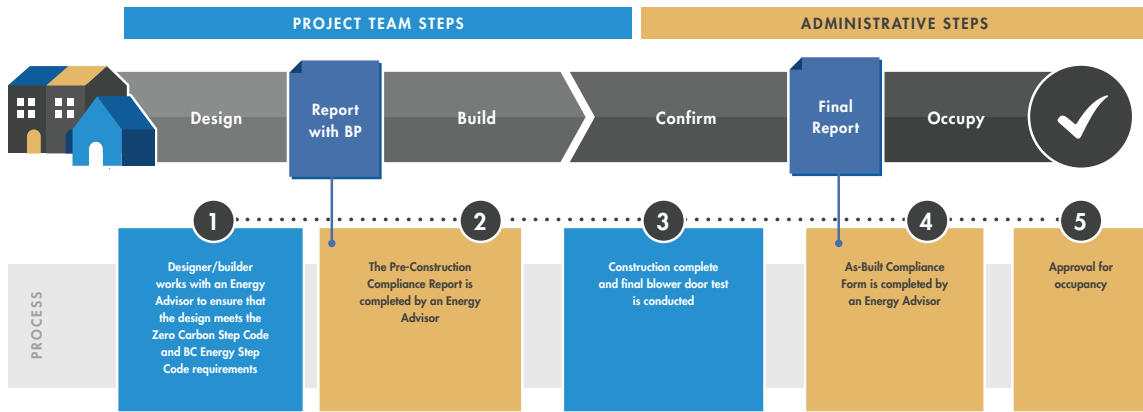 PROJECT TEAM STEPS
ADMINISTRATIVE STEPS
Design
Report
with BP
Build
Confirm
Final
Report
Occupy
PROCESS
1
Designer/builder
works with an Energy
Advisor to ensure that
the design meets the
Zero Carbon Step Code
and BC Energy Step
Code requirements
2
The Pre-Construction
Compliance Report is
completed by an Energy
Advisor
3
Construction complete
and final blower door test
is conducted
4
As-Built Compliance
Form is completed by
an Energy Advisor
5
Approval for
occupancy